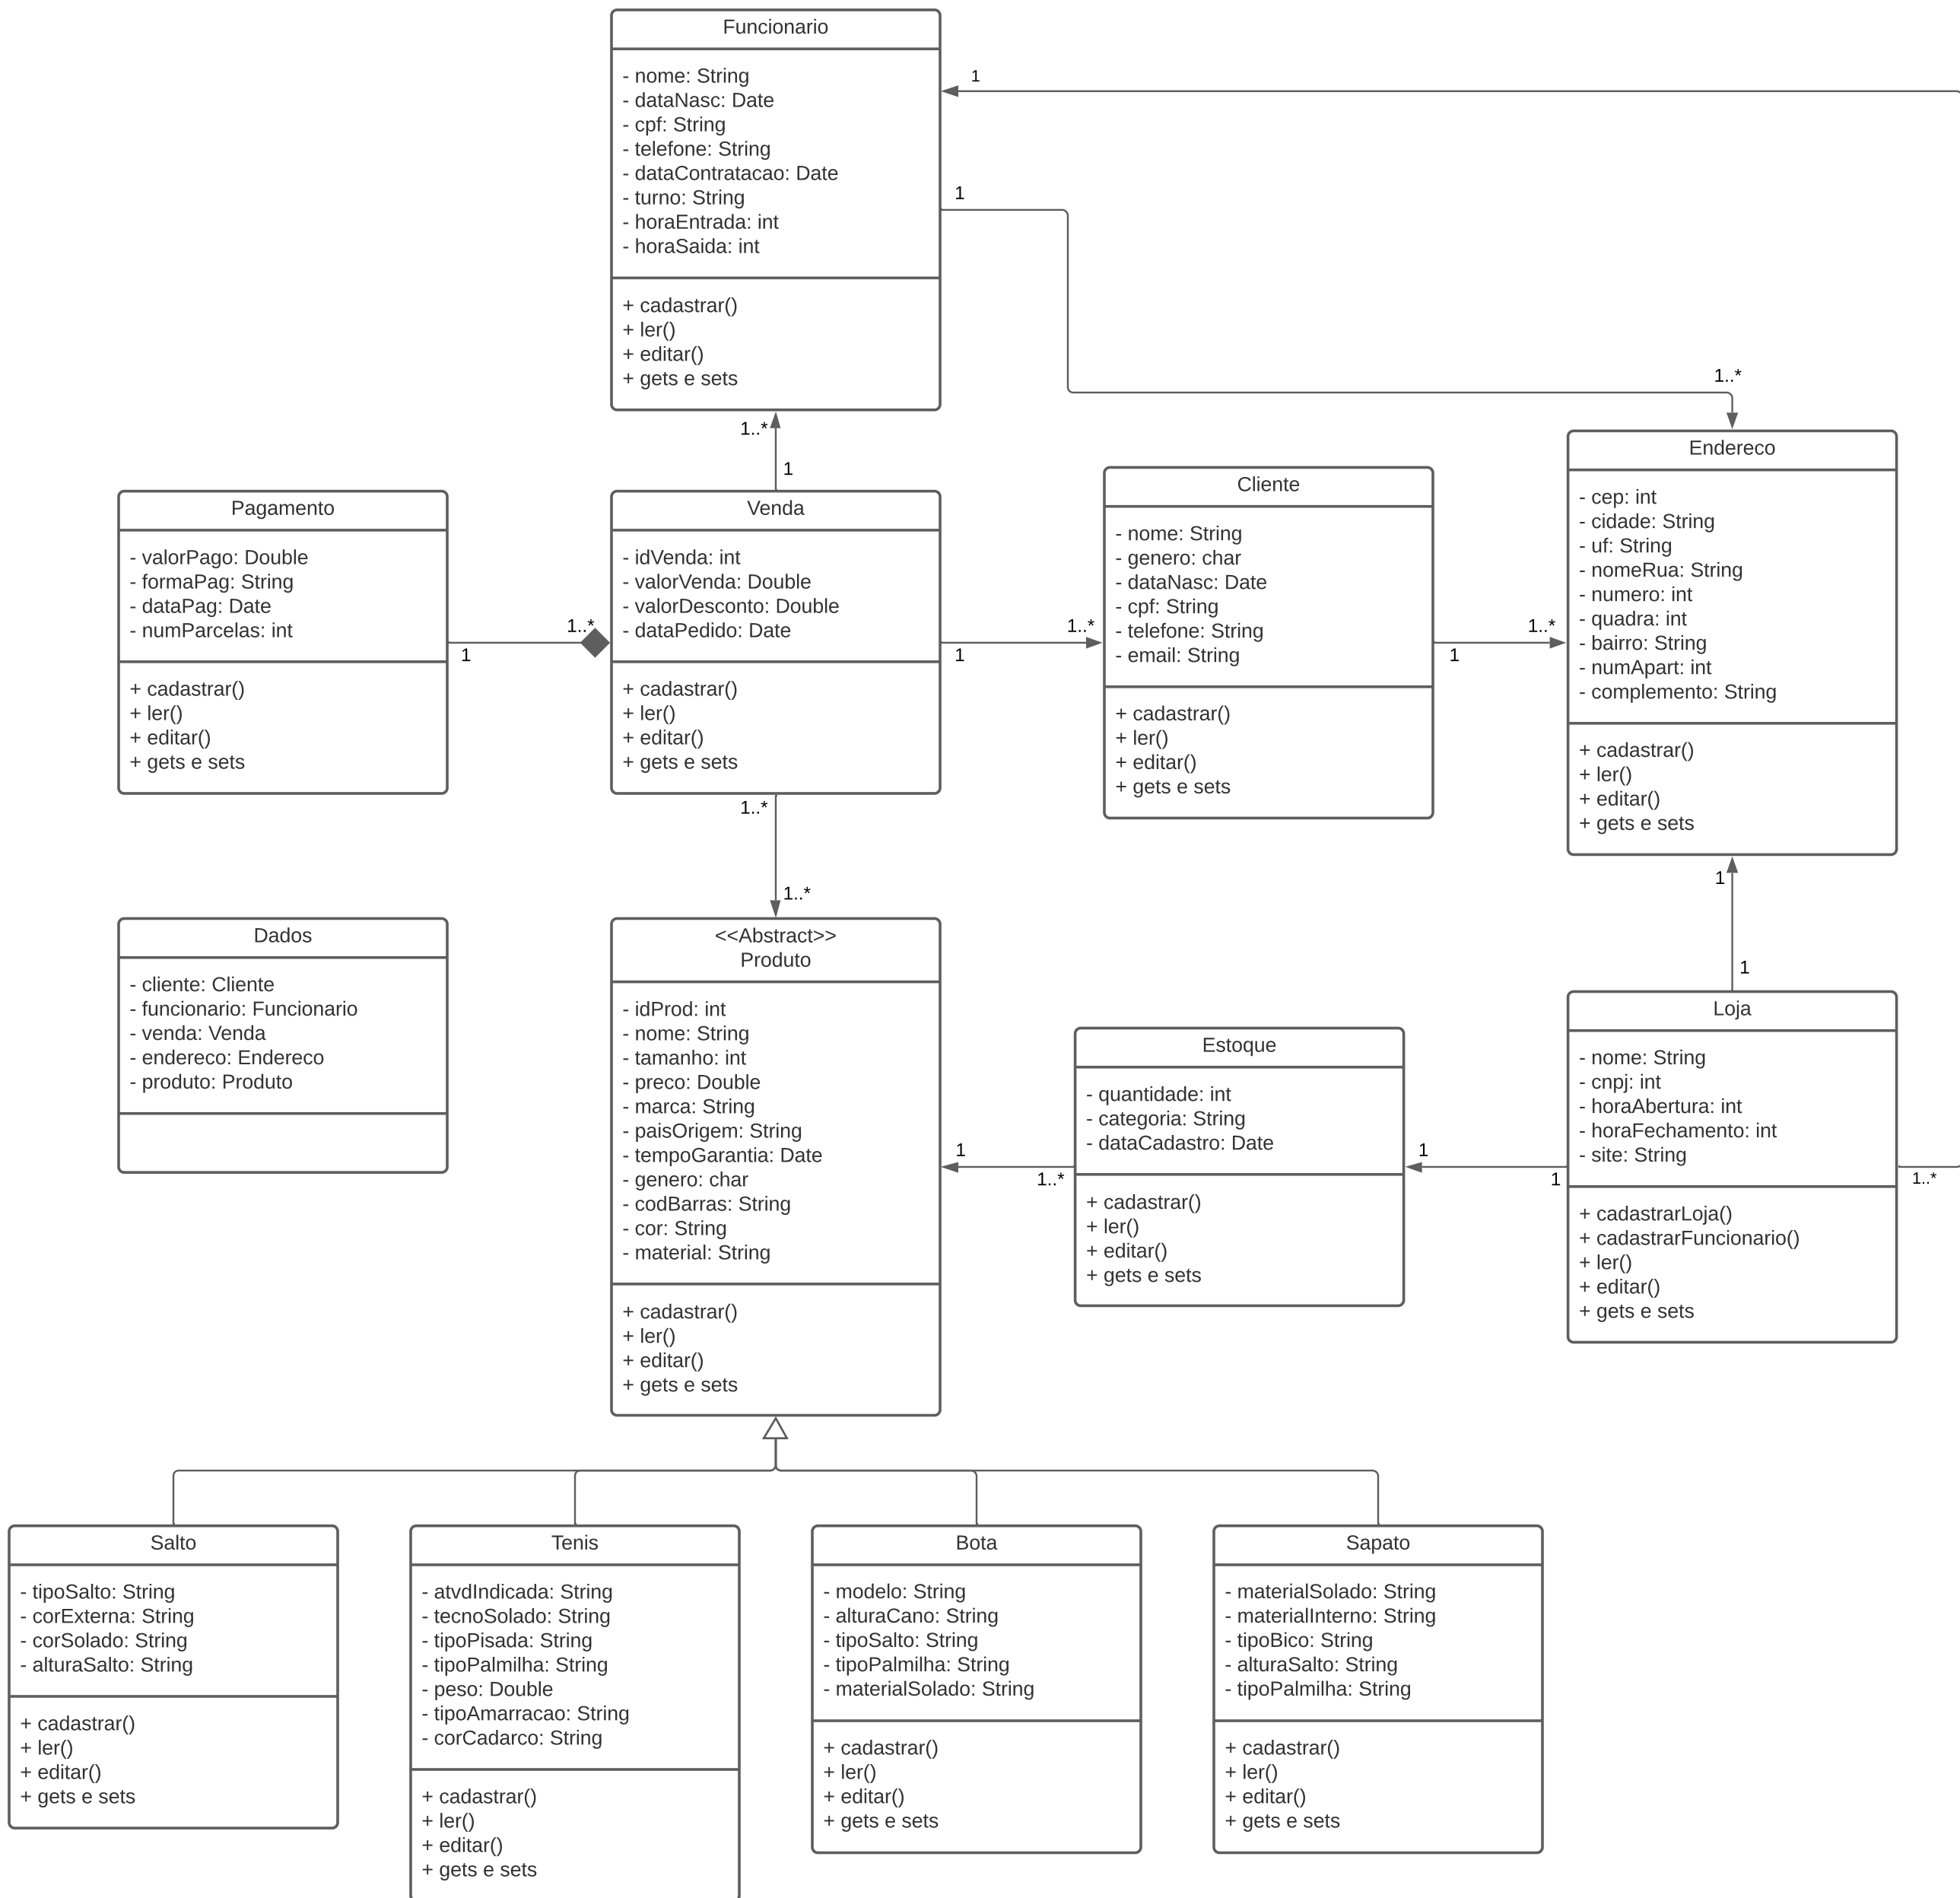 Funcionario
- nome: String
- dataNasc: Date
- cpf: String
- telefone: String
- dataContratacao: Date
- turno: String
- horaEntrada: int
- horaSaida: int
+ cadastrar()
+ ler()
+ editar()
+ gets e sets
1
1
1..*
1..*
1
Pagamento
- valorPago: Double
- formaPag: String
- dataPag: Date
- numParcelas: int
+ cadastrar()
+ ler()
+ editar()
+ gets e sets
1
1..*
Venda
- idVenda: int
- valorVenda: Double
- valorDesconto: Double
- dataPedido: Date
+ cadastrar()
+ ler()
+ editar()
+ gets e sets
1
1..*
Cliente
- nome: String
- genero: char
- dataNasc: Date
- cpf: String
- telefone: String
- email: String
+ cadastrar()
+ ler()
+ editar()
+ gets e sets
1
1..*
Endereco
- cep: int
- cidade: String
- uf: String
- nomeRua: String
- numero: int
- quadra: int
- bairro: String
- numApart: int
- complemento: String
+ cadastrar()
+ ler()
+ editar()
+ gets e sets
1..*
1..*
1
1
Dados
- cliente: Cliente
- funcionario: Funcionario
- venda: Venda
- endereco: Endereco
- produto: Produto
<<Abstract>>
Produto
- idProd: int
- nome: String
- tamanho: int
- preco: Double
- marca: String
- paisOrigem: String
- tempoGarantia: Date
- genero: char
- codBarras: String
- cor: String
- material: String
+ cadastrar()
+ ler()
+ editar()
+ gets e sets
1
1..*
Estoque
- quantidade: int
- categoria: String
- dataCadastro: Date
+ cadastrar()
+ ler()
+ editar()
+ gets e sets
1
1
Loja
- nome: String
- cnpj: int
- horaAbertura: int
- horaFechamento: int
- site: String
+ cadastrarLoja()
+ cadastrarFuncionario()
+ ler()
+ editar()
+ gets e sets
1..*
Salto
- tipoSalto: String
- corExterna: String
- corSolado: String
- alturaSalto: String
+ cadastrar()
+ ler()
+ editar()
+ gets e sets
Tenis
- atvdIndicada: String
- tecnoSolado: String
- tipoPisada: String
- tipoPalmilha: String
- peso: Double
- tipoAmarracao: String
- corCadarco: String
+ cadastrar()
+ ler()
+ editar()
+ gets e sets
Bota
- modelo: String
- alturaCano: String
- tipoSalto: String
- tipoPalmilha: String
- materialSolado: String
+ cadastrar()
+ ler()
+ editar()
+ gets e sets
Sapato
- materialSolado: String
- materialInterno: String
- tipoBico: String
- alturaSalto: String
- tipoPalmilha: String
+ cadastrar()
+ ler()
+ editar()
+ gets e sets